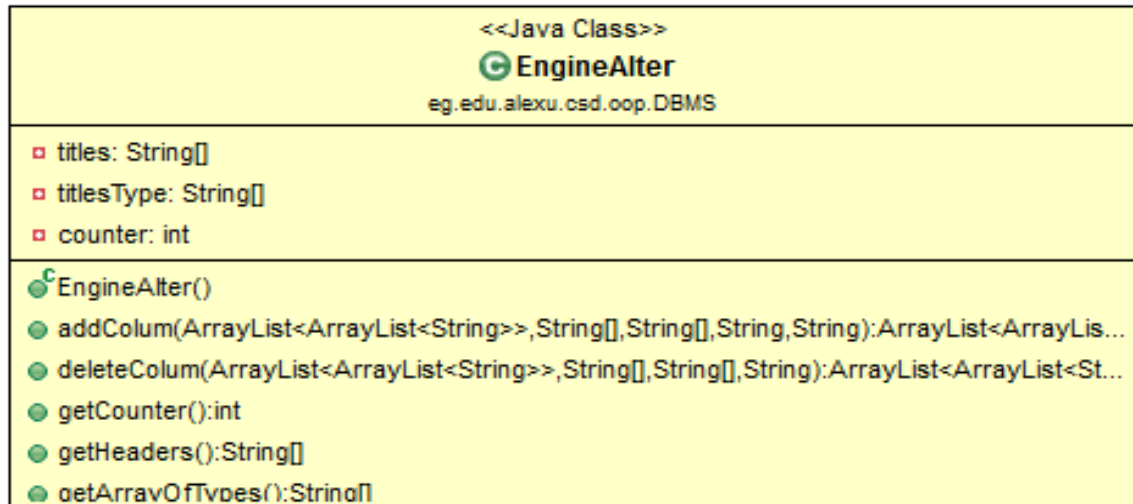 <<Java Class>>
EngineAlter
eg.edu.alexu.csd.oop.DBMS
titles: String[]
titlesType: String[]
counter: int
EngineAlter()
addColum(ArrayList<ArrayList<String>>,String[],String[],String,String):ArrayList<ArrayLis...
deleteColum(ArrayList<ArrayList<String>>,String[],String[],String):ArrayList<ArrayList<St...
getCounter():int
getHeaders():String[]
getArrayOfTypes():String[]